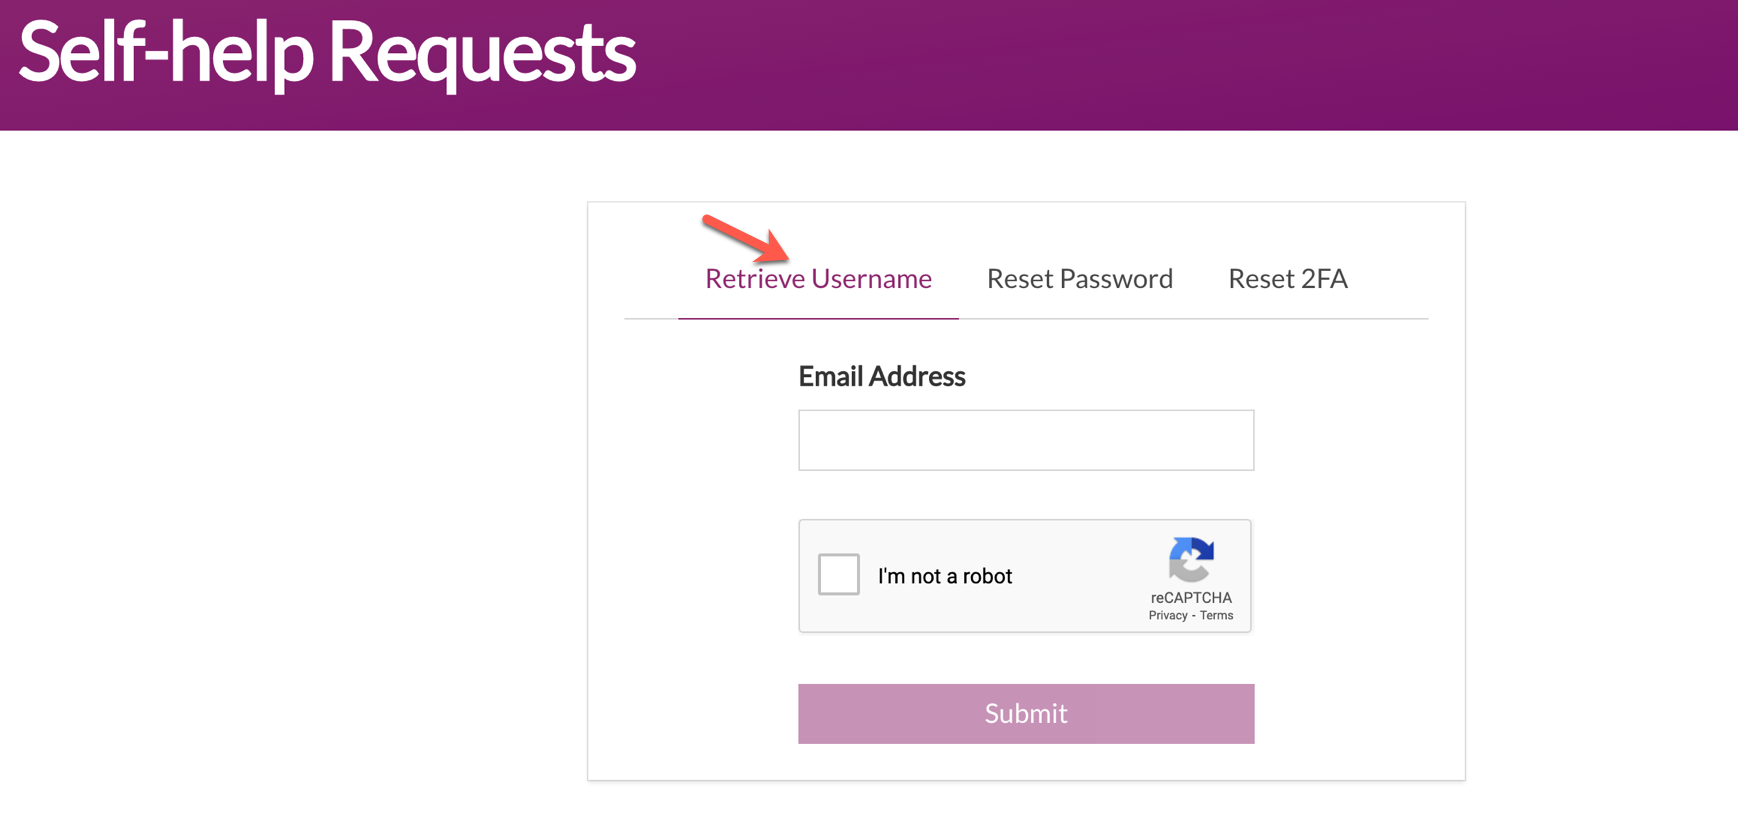 Self-help Requests
Retrieve Username Reset Password Reset 2FA
Email Address
I'm not a robot
reCAPTCHA
Privacy - Terms
Submit